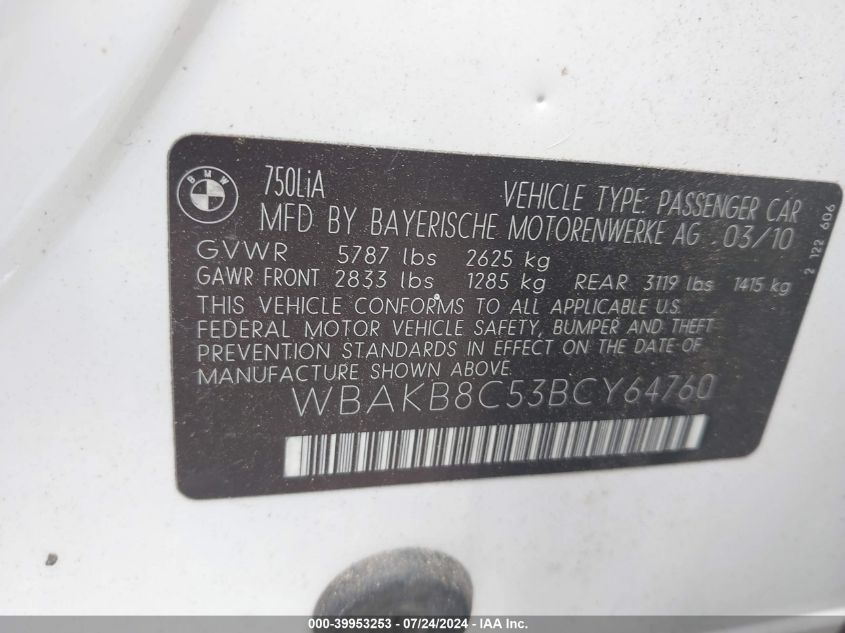 BMW
750LiA
VEHICLE TYPE: PASSENGER CAR
MFD BY BAYERISCHE MOTORENWERKE AG 03/10
GVWR 5787 lbs 2625 kg
GAWR FRONT 2833 lbs 1285 kg REAR 3119 lbs 1415 kg
THIS VEHICLE CONFORMS TO ALL APPLICABLE U.S.
FEDERAL MOTOR VEHICLE SAFETY, BUMPER AND THEFT
PREVENTION STANDARDS IN EFFECT ON THE DATE OF
MANUFACTURE SHOWN ABOVE.
WBAKB8C53BCY64760
2 122 606
000-39953253 - 07/24/2024 - IAA Inc.